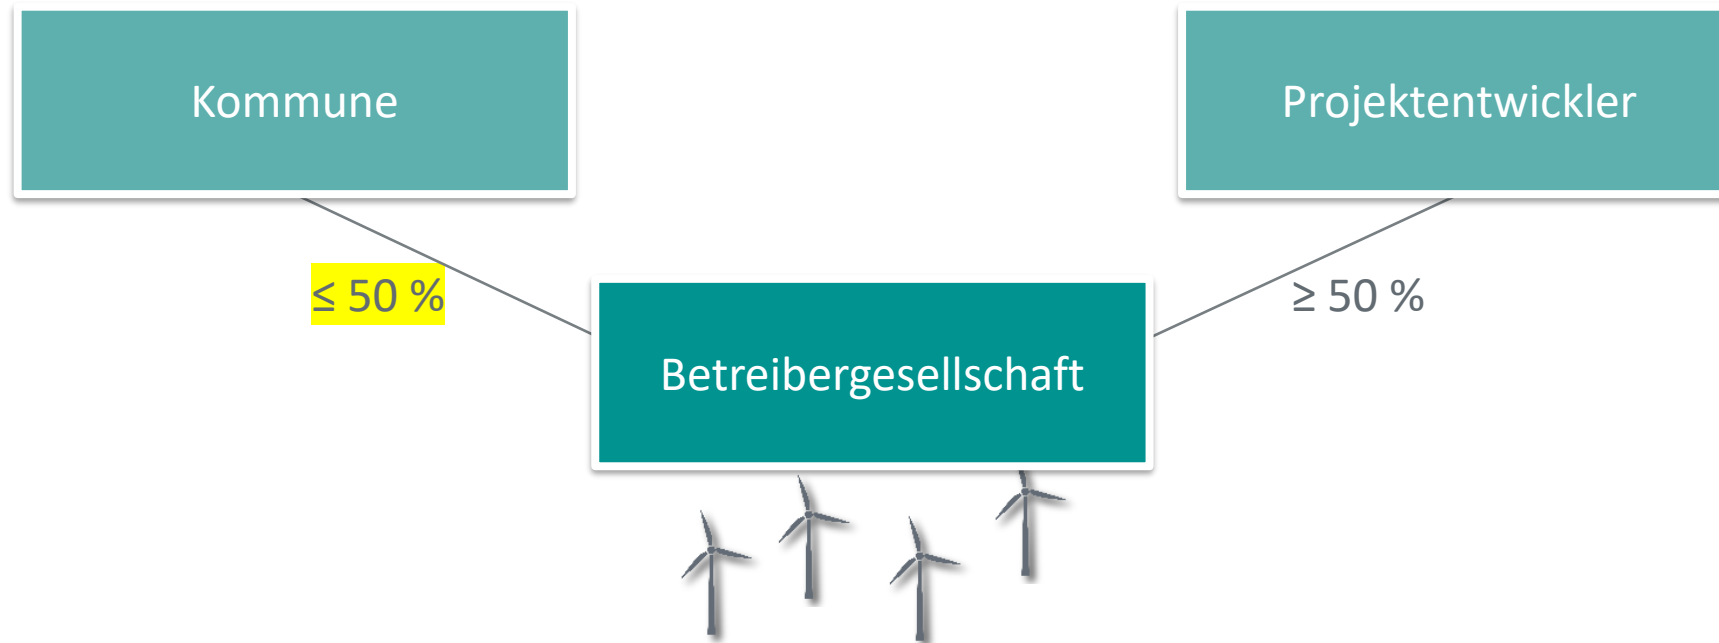 Kommune
Projektentwickler
≤ 50 %
≥ 50 %
Betreibergesellschaft